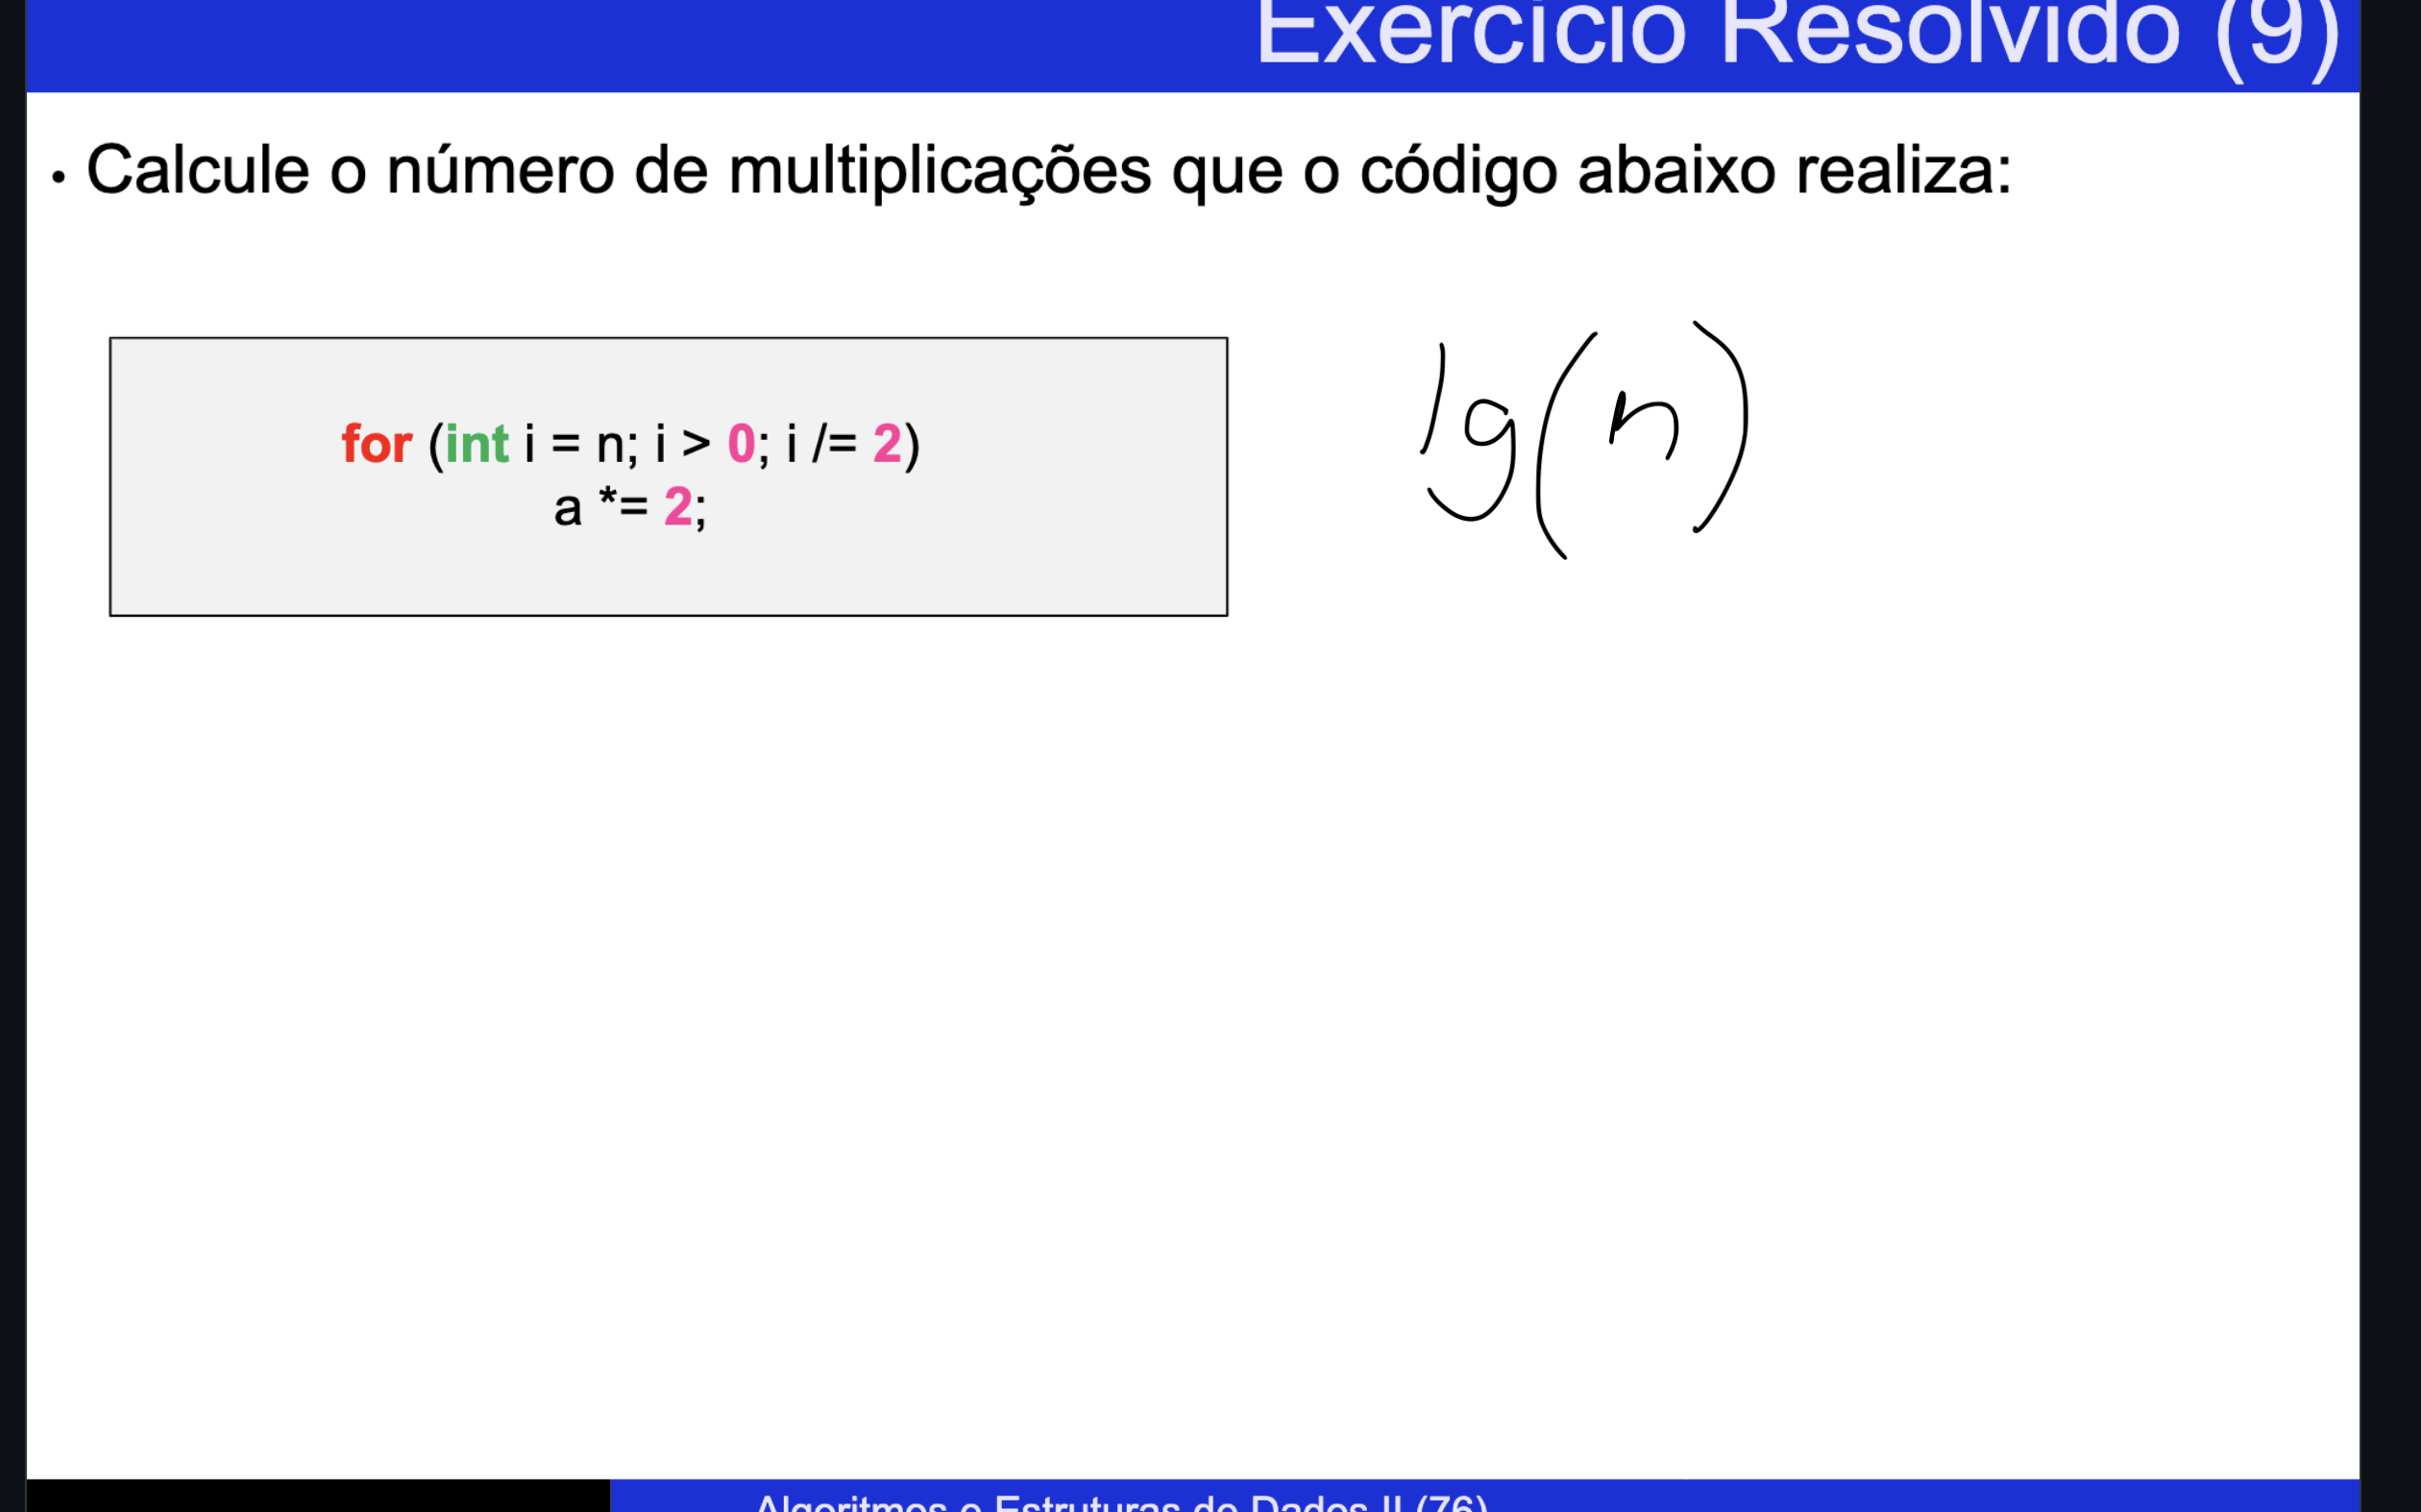 Exercício Resolvido (9)
• Calcule o número de multiplicações que o código abaixo realiza:
for (int i = n; i > 0; i /= 2)
a *= 2;
lg(n)
Algoritmos e Estruturas de Dados II (76)